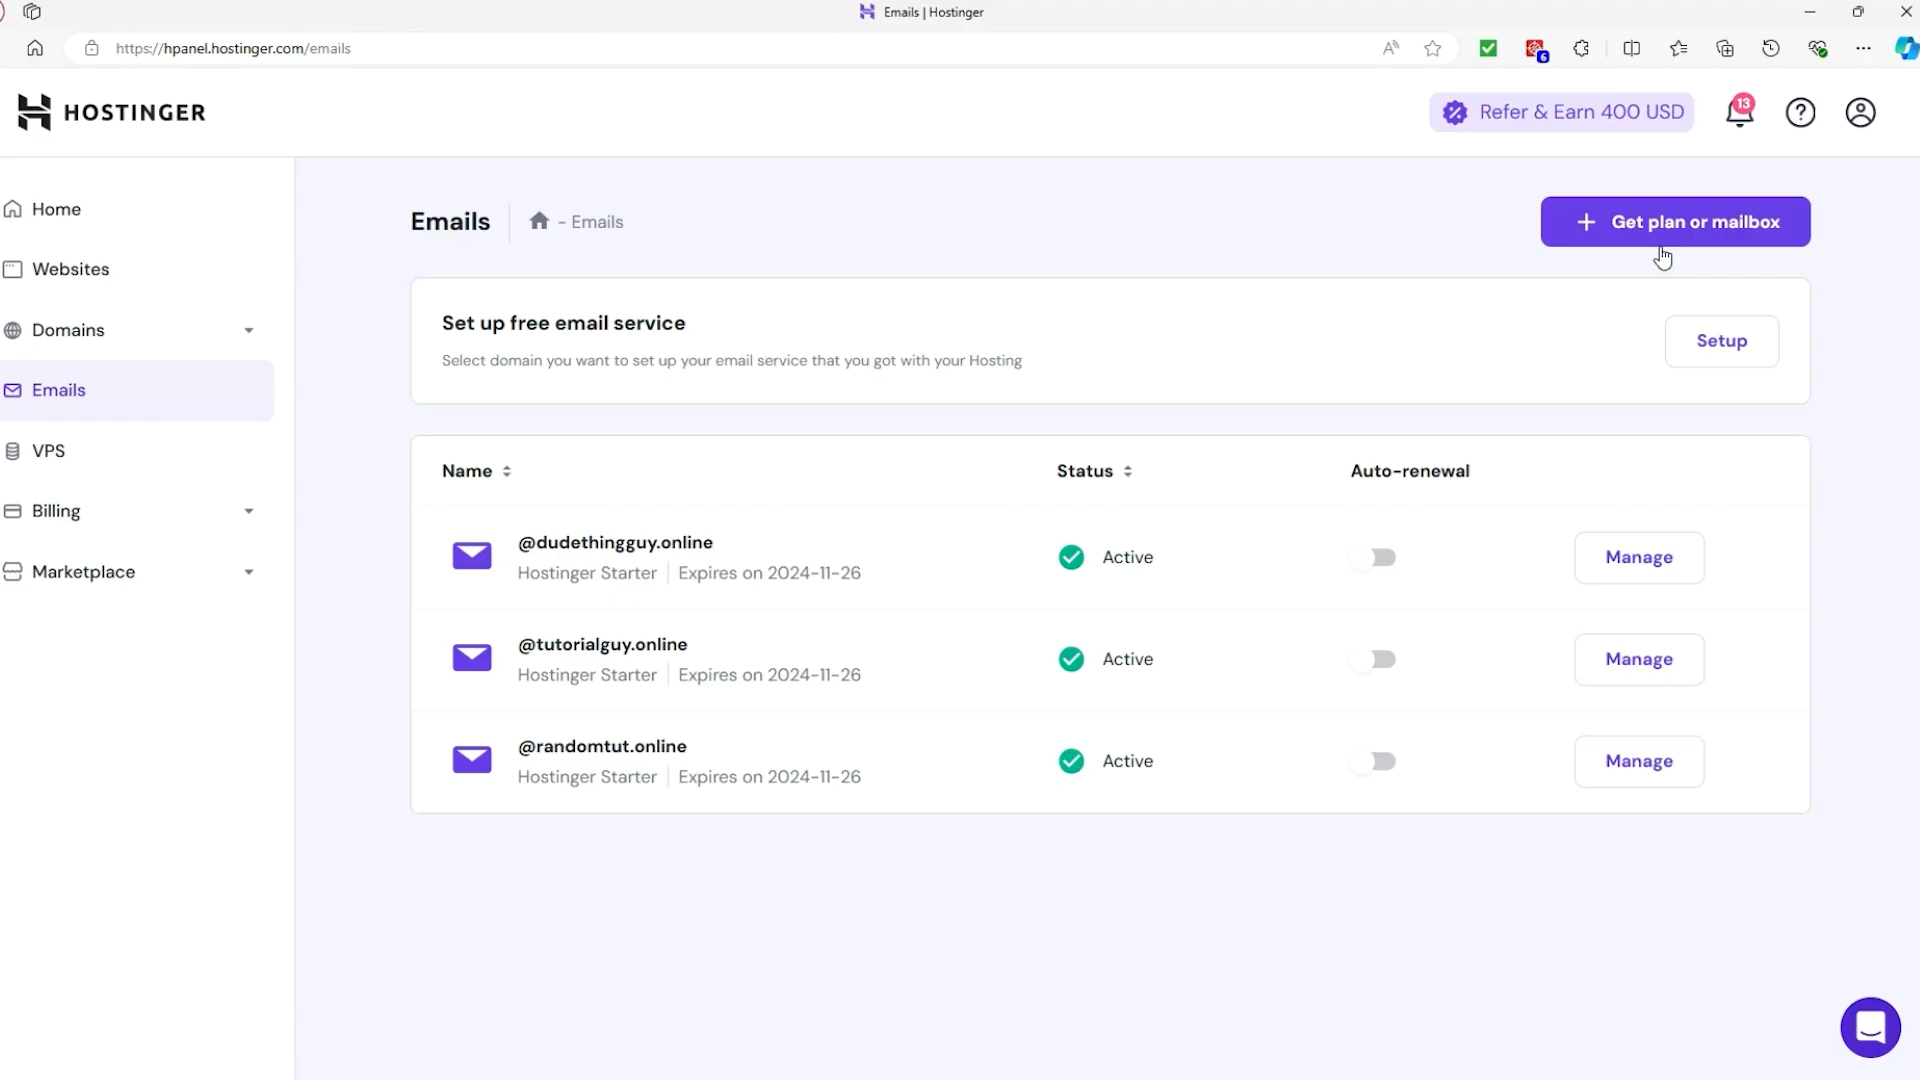 Emails | Hostinger
https://hpanel.hostinger.com/emails
6
HOSTINGER
Refer & Earn 400 USD
13
Home
Websites
Domains
Emails
VPS
Billing
Marketplace
Emails
- Emails
Get plan or mailbox
Set up free email service
Select domain you want to set up your email service that you got with your Hosting
Setup
Name Status Auto-renewal
@dudethingguy.online
Hostinger Starter Expires on 2024-11-26
Active
Manage
@tutorialguy.online
Hostinger Starter Expires on 2024-11-26
Active
Manage
@randomtut.online
Hostinger Starter Expires on 2024-11-26
Active
Manage